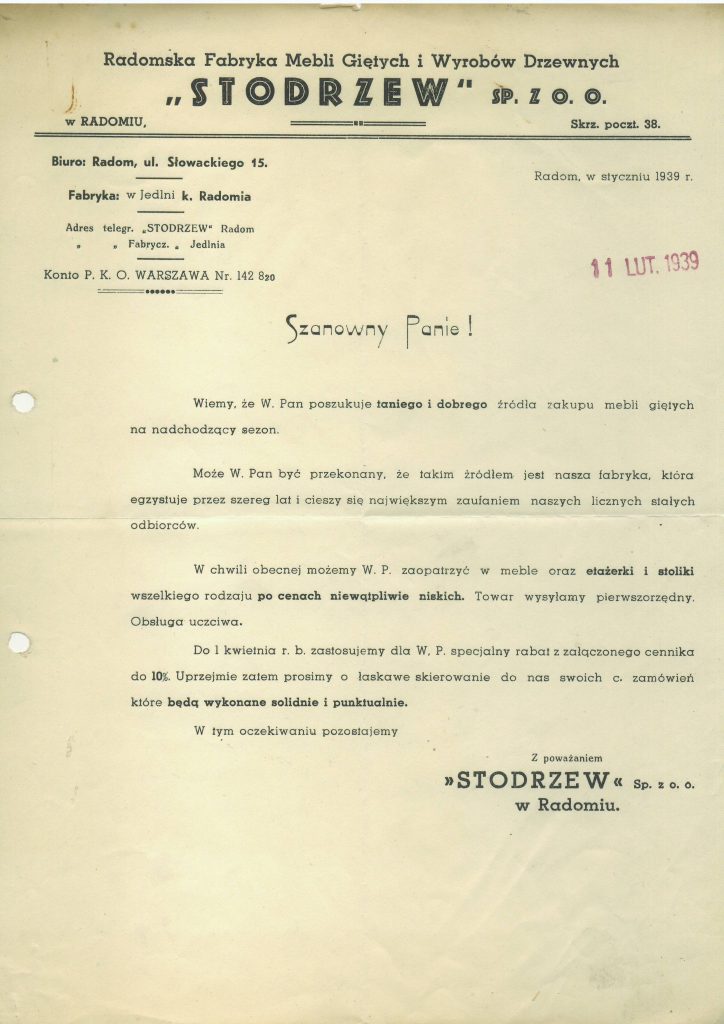 Radomska Fabryka Mebli Giętych i Wyrobów Drzewnych
„STODRZEW" SP. Z O. O.
w RADOMIU, Skrz. poczt. 38.
Biuro: Radom, ul. Słowackiego 15.
Radom, w styczniu 1939 r.
Fabryka: w Jedlni k. Radomia
Adres telegr. „STODRZEW" Radom
„ „ Fabrycz. „ Jedlnia
11 LUT. 1939
Konto P. K. O. WARSZAWA Nr. 142 820
Szanowny Panie!
Wiemy, że W. Pan poszukuje taniego i dobrego źródła zakupu mebli giętych
na nadchodzący sezon.
Może W. Pan być przekonany, że takim źródłem jest nasza fabryka, która
egzystuje przez szereg lat i cieszy się największym zaufaniem naszych licznych stałych
odbiorców.
W chwili obecnej możemy W. P. zaopatrzyć w meble oraz etażerki i stoliki
wszelkiego rodzaju po cenach niewątpliwie niskich. Towar wysyłamy pierwszorzędny.
Obsługa uczciwa.
Do 1 kwietnia r. b. zastosujemy dla W, P. specjalny rabat z załączonego cennika
do 10%. Uprzejmie zatem prosimy o łaskawe skierowanie do nas swoich c. zamówień
które będą wykonane solidnie i punktualnie.
W tym oczekiwaniu pozostajemy
Z poważaniem
»STODRZEW« Sp. z o. o.
w Radomiu.